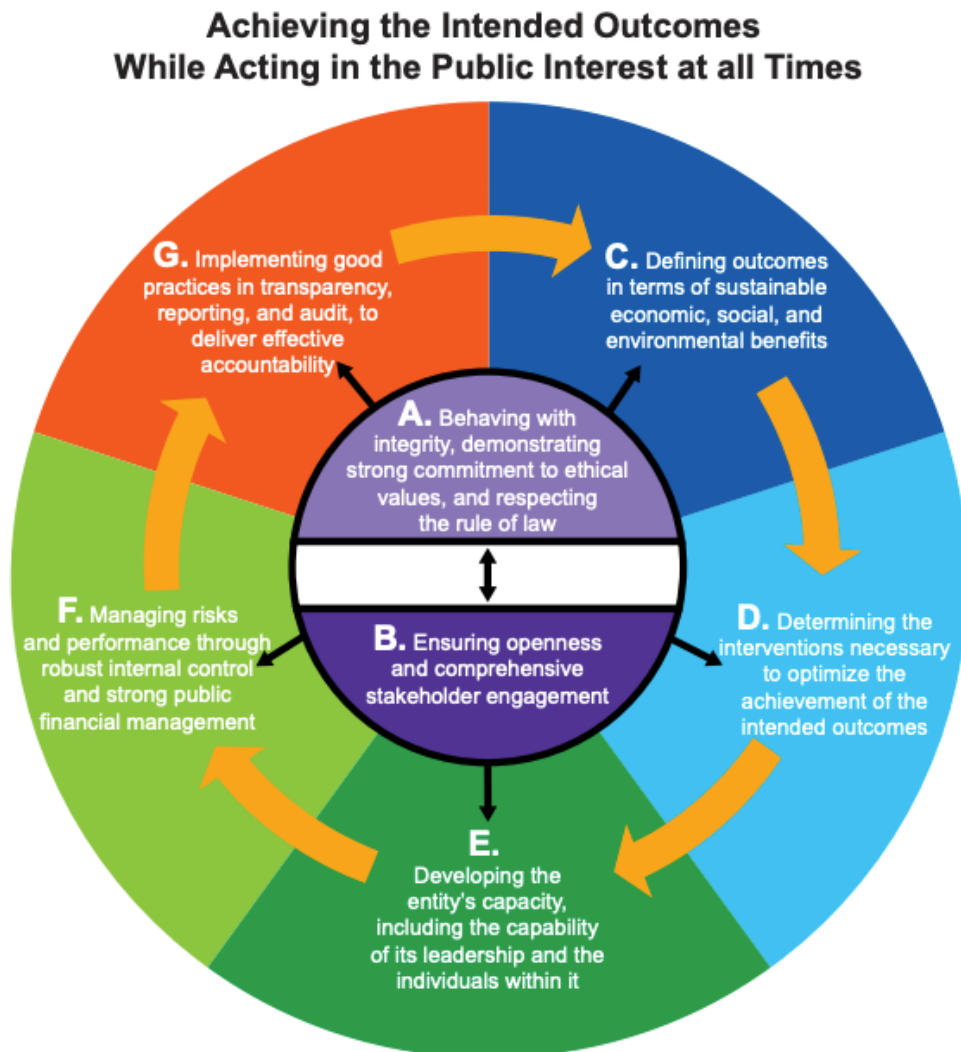 Achieving the Intended Outcomes
While Acting in the Public Interest at all Times
A. Behaving with
integrity, demonstrating
strong commitment to ethical
values, and respecting
the rule of law
B. Ensuring openness
and comprehensive
stakeholder engagement
C. Defining outcomes
in terms of sustainable
economic, social, and
environmental benefits
D. Determining the
interventions necessary
to optimize the
achievement of the
intended outcomes
E.
Developing the
entity's capacity,
including the capability
of its leadership and the
individuals within it
F. Managing risks
and performance through
robust internal control
and strong public
financial management
G. Implementing good
practices in transparency,
reporting, and audit, to
deliver effective
accountability